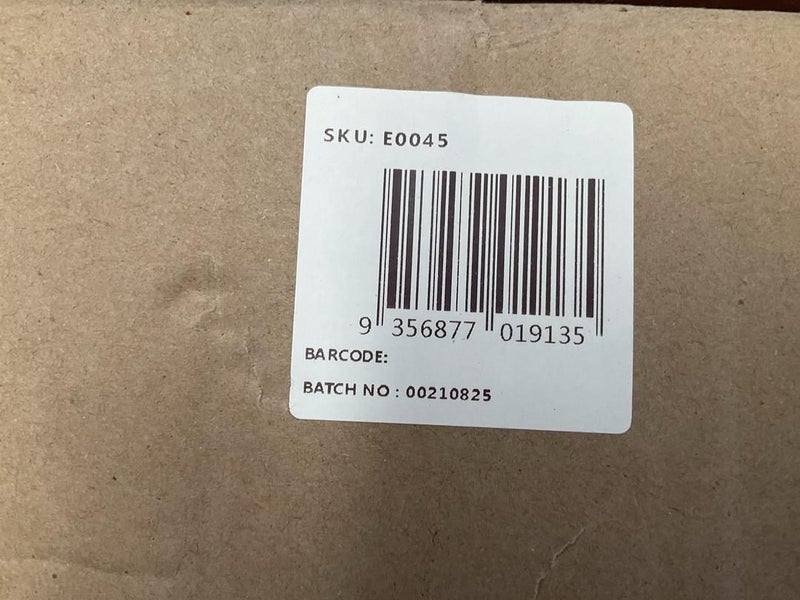 SKU: E0045
9 356877 019135
BARCODE:
BATCH NO : 00210825